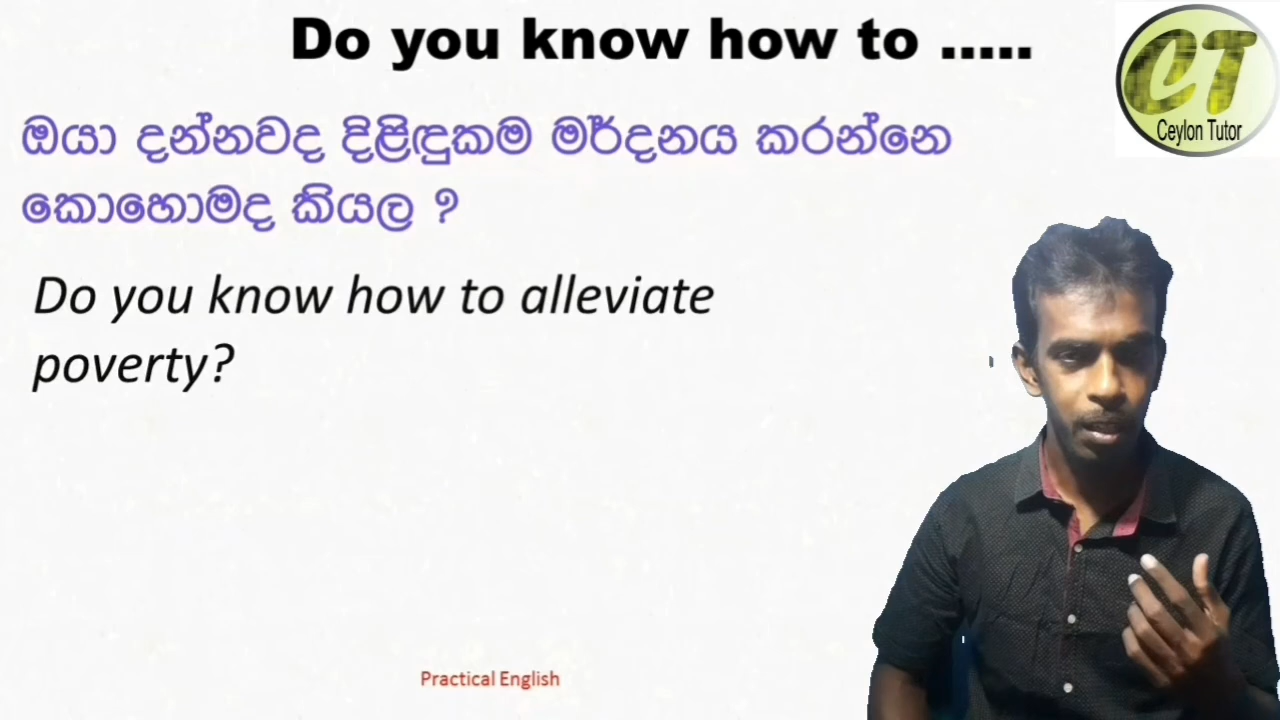 Do you know how to .....
CT
Ceylon Tutor
ඔයා දන්නවද දිළිඳුකම මර්දනය කරන්නෙ
කොහොමද කියල ?
Do you know how to alleviate
poverty?
Practical English